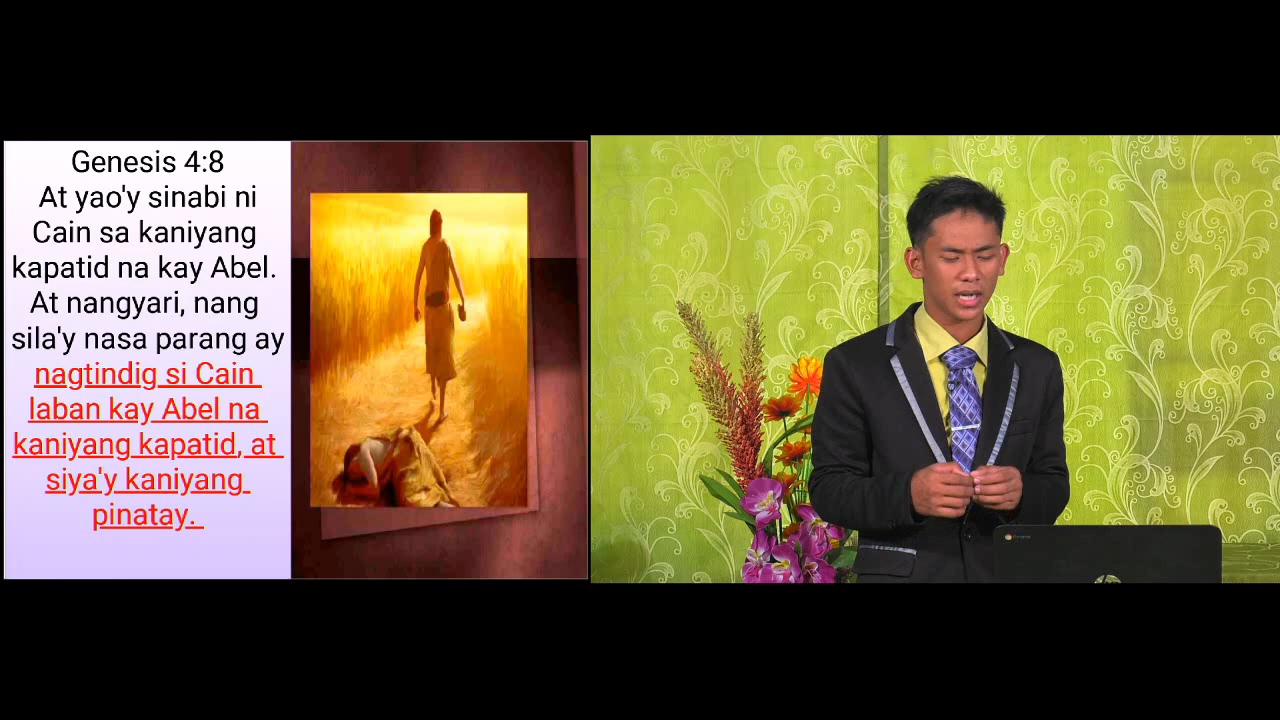 Genesis 4:8
At yao'y sinabi ni
Cain sa kaniyang
kapatid na kay Abel.
At nangyari, nang
sila'y nasa parang ay
nagtindig si Cain
laban kay Abel na
kaniyang kapatid, at
siya'y kaniyang
pinatay.